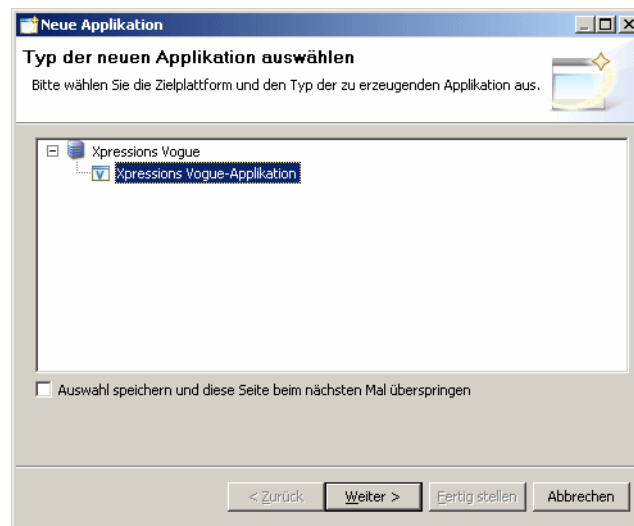 Neue Applikation
Typ der neuen Applikation auswählen
Bitte wählen Sie die Zielplattform und den Typ der zu erzeugenden Applikation aus.
Xpressions Vogue
Xpressions Vogue-Applikation
Auswahl speichern und diese Seite beim nächsten Mal überspringen
< Zurück
Weiter >
Fertig stellen
Abbrechen